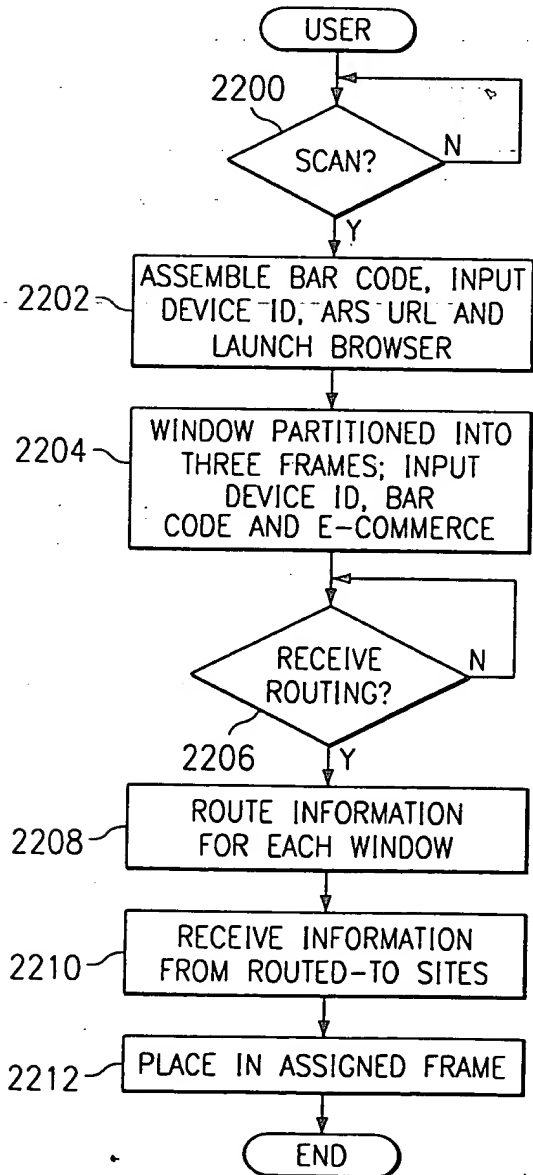 USER
2200
SCAN?
N
Y
2202
ASSEMBLE BAR CODE, INPUT
DEVICE ID, ARS URL AND
LAUNCH BROWSER
2204
WINDOW PARTITIONED INTO
THREE FRAMES; INPUT
DEVICE ID, BAR
CODE AND E-COMMERCE
RECEIVE
ROUTING?
N
2206
Y
2208
ROUTE INFORMATION
FOR EACH WINDOW
2210
RECEIVE INFORMATION
FROM ROUTED-TO SITES
2212
PLACE IN ASSIGNED FRAME
END